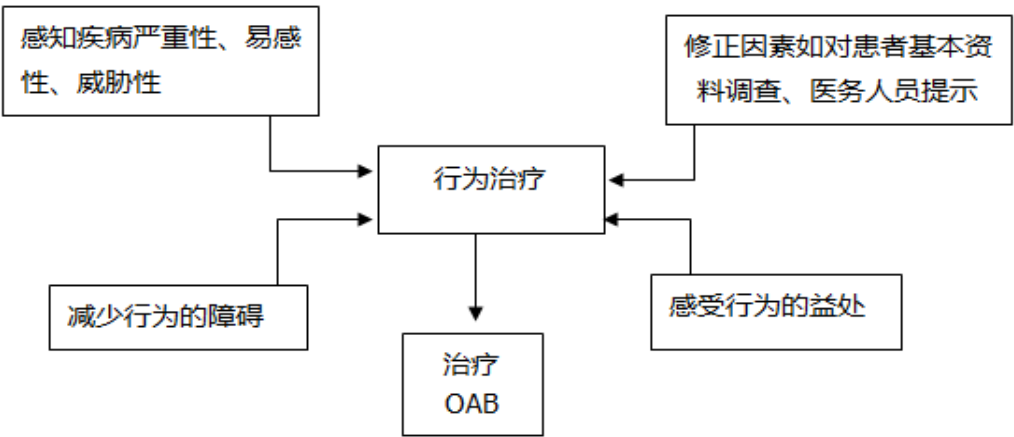 感知疾病严重性、易感
性、威胁性
修正因素如对患者基本资
料调查、医务人员提示
行为治疗
减少行为的障碍
感受行为的益处
治疗
OAB